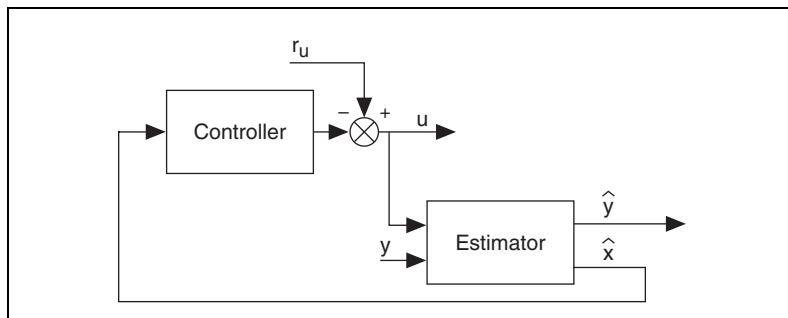 r_u
− +
Controller
u
ŷ
y
Estimator
x̂